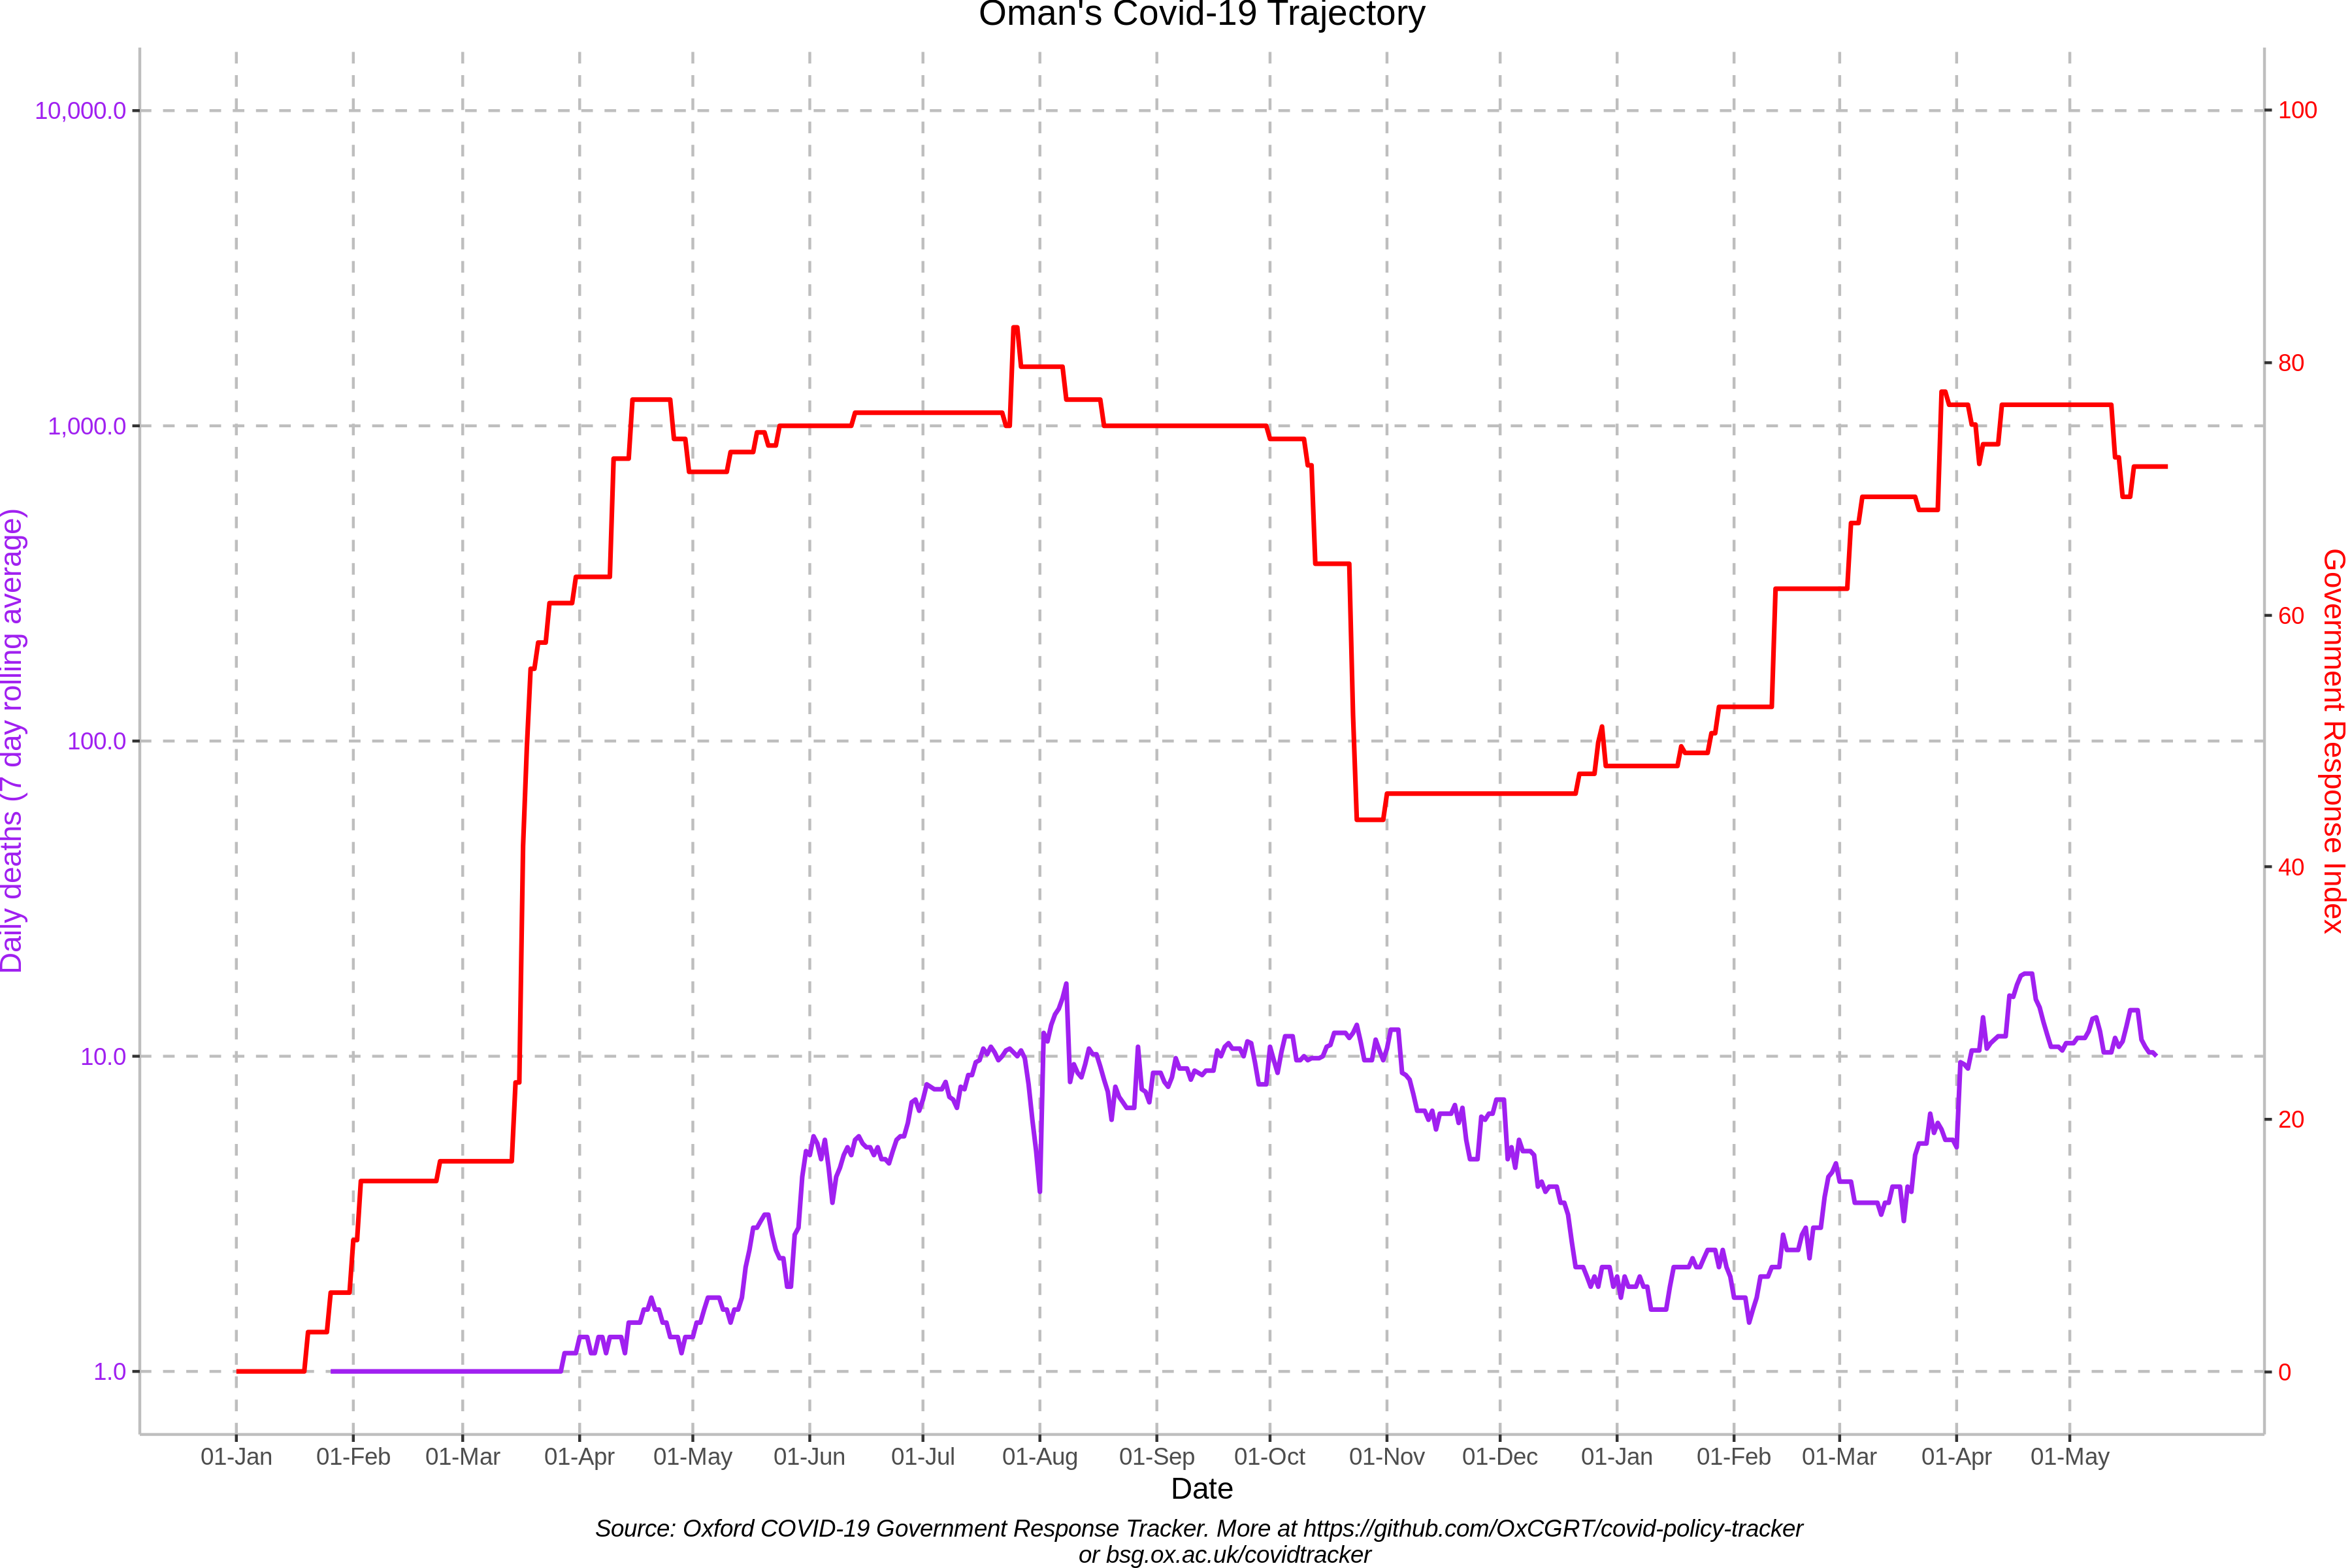 Oman's Covid-19 Trajectory
10,000.0
1,000.0
100.0
10.0
1.0
Daily deaths (7 day rolling average)
100
80
60
40
20
0
Government Response Index
01-Jan
01-Feb
01-Mar
01-Apr
01-May
01-Jun
01-Jul
01-Aug
01-Sep
01-Oct
01-Nov
01-Dec
01-Jan
01-Feb
01-Mar
01-Apr
01-May
Date
Source: Oxford COVID-19 Government Response Tracker. More at https://github.com/OxCGRT/covid-policy-tracker
or bsg.ox.ac.uk/covidtracker